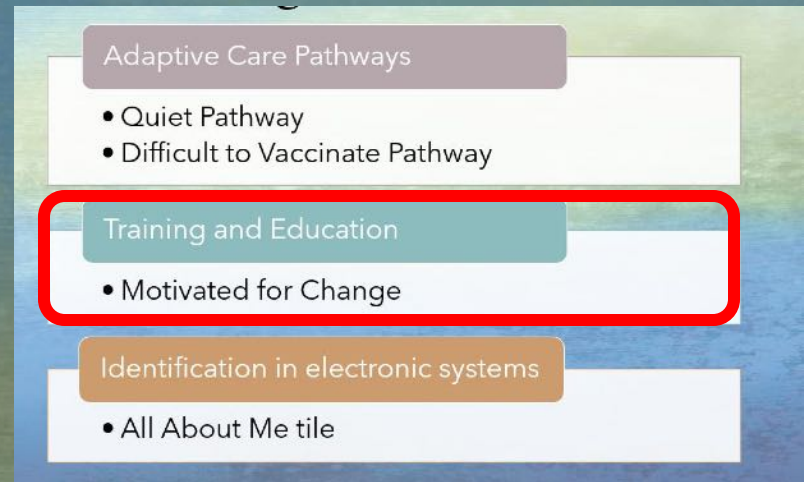 Adaptive Care Pathways
• Quiet Pathway
• Difficult to Vaccinate Pathway
Training and Education
• Motivated for Change
Identification in electronic systems
• All About Me tile